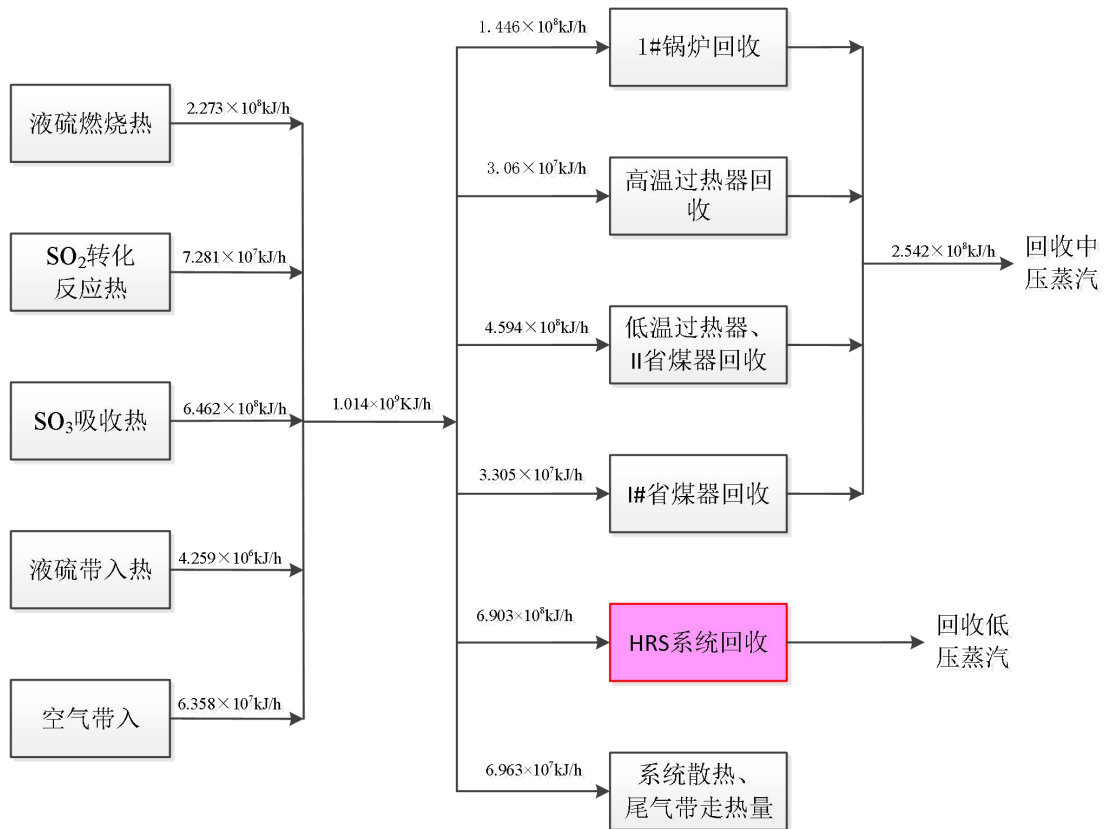 液硫燃烧热
2.273×10⁸kJ/h
SO₂转化
反应热
7.281×10⁷kJ/h
SO₃吸收热
6.462×10⁸kJ/h
液硫带入热
4.259×10⁶kJ/h
空气带入
6.358×10⁷kJ/h
1.014×10⁹KJ/h
1.446×10⁸kJ/h
1#锅炉回收
3.06×10⁷kJ/h
高温过热器回
收
4.594×10⁸kJ/h
低温过热器、
II省煤器回收
3.305×10⁷kJ/h
I#省煤器回收
2.542×10⁸kJ/h
回收中
压蒸汽
6.903×10⁸kJ/h
HRS系统回收
回收低
压蒸汽
6.963×10⁷kJ/h
系统散热、
尾气带走热量